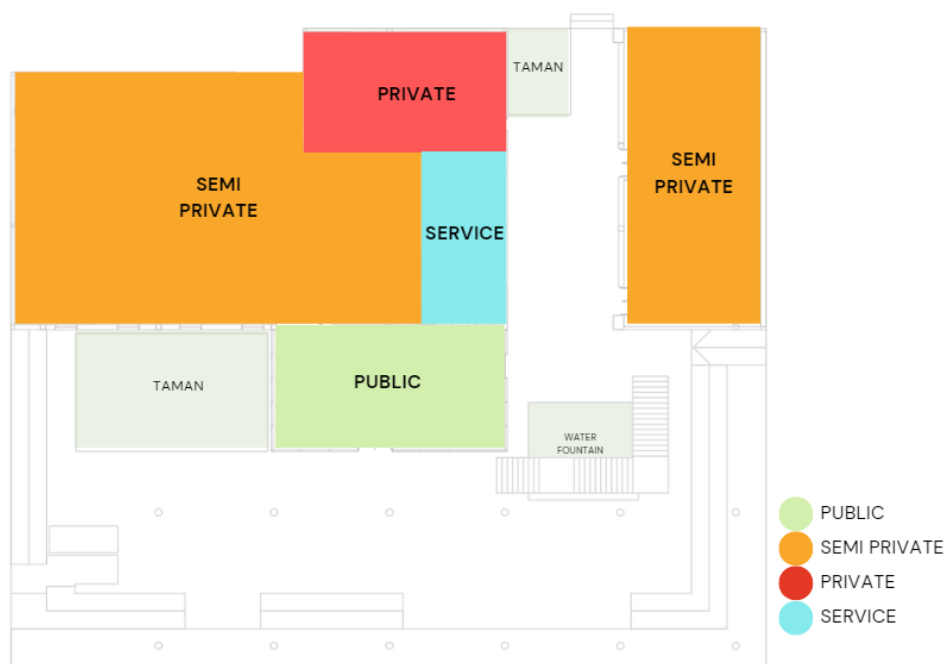 TAMAN
PRIVATE
SEMI
PRIVATE
SEMI
PRIVATE
SERVICE
TAMAN
PUBLIC
WATER
FOUNTAIN
PUBLIC
SEMI PRIVATE
PRIVATE
SERVICE